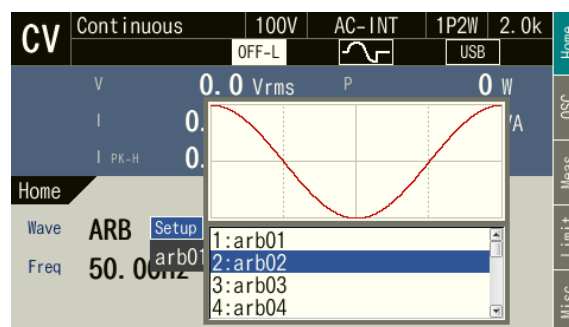 CV Continuous 100V AC-INT 1P2W 2.0k
OFF-L USB
V 0.0 Vrms P 0 W
I 0. VA
I PK-H 0.
Home
Wave ARB Setup
arb01
Freq 50.00Hz
1:arb01
2:arb02
3:arb03
4:arb04
Home
OSC
Meas
Limit
Misc